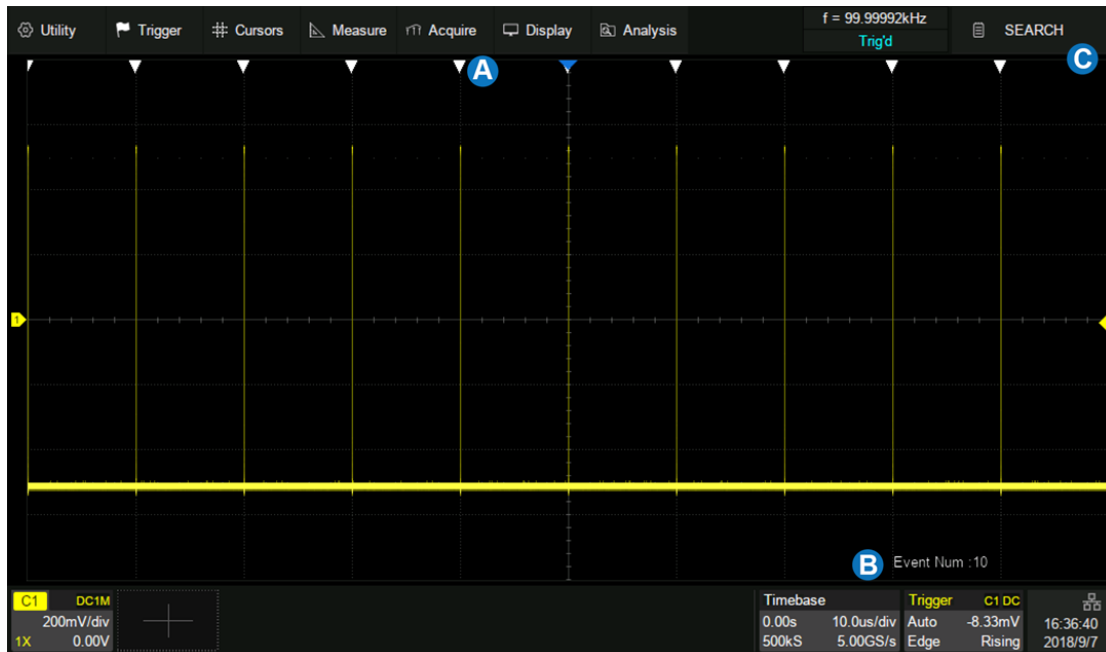 Utility Trigger Cursors Measure Acquire Display Analysis f = 99.99992kHz SEARCH
Trig'd
A C
1
B Event Num :10
C1 DC1M Timebase Trigger C1 DC
200mV/div 0.00s 10.0us/div Auto -8.33mV 16:36:40
1X 0.00V 500kS 5.00GS/s Edge Rising 2018/9/7